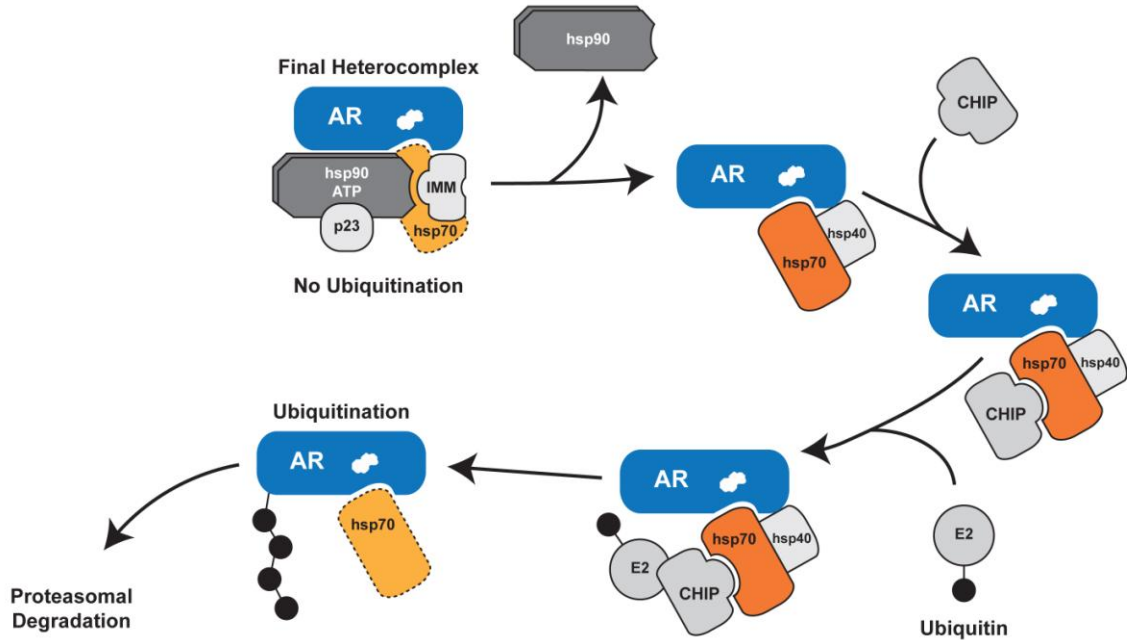 hsp90
Final Heterocomplex
AR
hsp90
ATP
IMM
p23
hsp70
No Ubiquitination
CHIP
AR
hsp70
hsp40
AR
hsp70
hsp40
CHIP
Ubiquitination
AR
hsp70
AR
hsp70
hsp40
E2
CHIP
E2
Ubiquitin
Proteasomal
Degradation